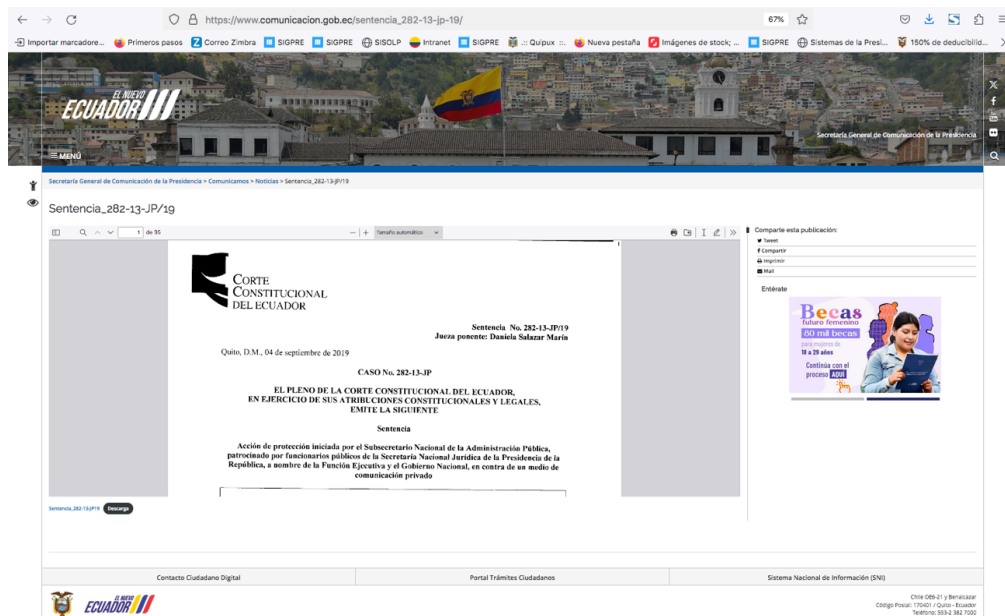 https://www.comunicacion.gob.ec/sentencia_282-13-jp-19/
67%
Importar marcadore... Primeros pasos Correo Zimbra SIGPRE SIGPRE SISOLP Intranet SIGPRE .:: Quipux ::. Nueva pestaña Imágenes de stock; ... SIGPRE Sistemas de la Presi... 150% de deducibilid...
EL NUEVO
ECUADOR
Secretaría General de Comunicación de la Presidencia
MENÚ
Secretaría General de Comunicación de la Presidencia > Comunicamos > Noticias > Sentencia_282-13-JP/19
Sentencia_282-13-JP/19
1 de 35
Tamaño automático
1
CORTE
CONSTITUCIONAL
DEL ECUADOR
Sentencia No. 282-13-JP/19
Jueza ponente: Daniela Salazar Marín
Quito, D.M., 04 de septiembre de 2019
CASO No. 282-13-JP
EL PLENO DE LA CORTE CONSTITUCIONAL DEL ECUADOR,
EN EJERCICIO DE SUS ATRIBUCIONES CONSTITUCIONALES Y LEGALES,
EMITE LA SIGUIENTE
Sentencia
Acción de protección iniciada por el Subsecretario Nacional de la Administración Pública,
patrocinado por funcionarios públicos de la Secretaría Nacional Jurídica de la Presidencia de la
República, a nombre de la Función Ejecutiva y el Gobierno Nacional, en contra de un medio de
comunicación privado
Sentencia_282-13-JP19 Descarga
Comparte esta publicación:
Tweet
Compartir
Imprimir
Mail
Entérate
Becas
futuro femenino
80 mil becas
para mujeres de
18 a 29 años
Continúa con el
proceso AQUÍ
Contacto Ciudadano Digital
Portal Trámites Ciudadanos
Sistema Nacional de Información (SNI)
EL NUEVO
ECUADOR
Chile OE6-21 y Benalcazar
Código Postal: 170401 / Quito - Ecuador
Teléfono: 593-2 382 7000